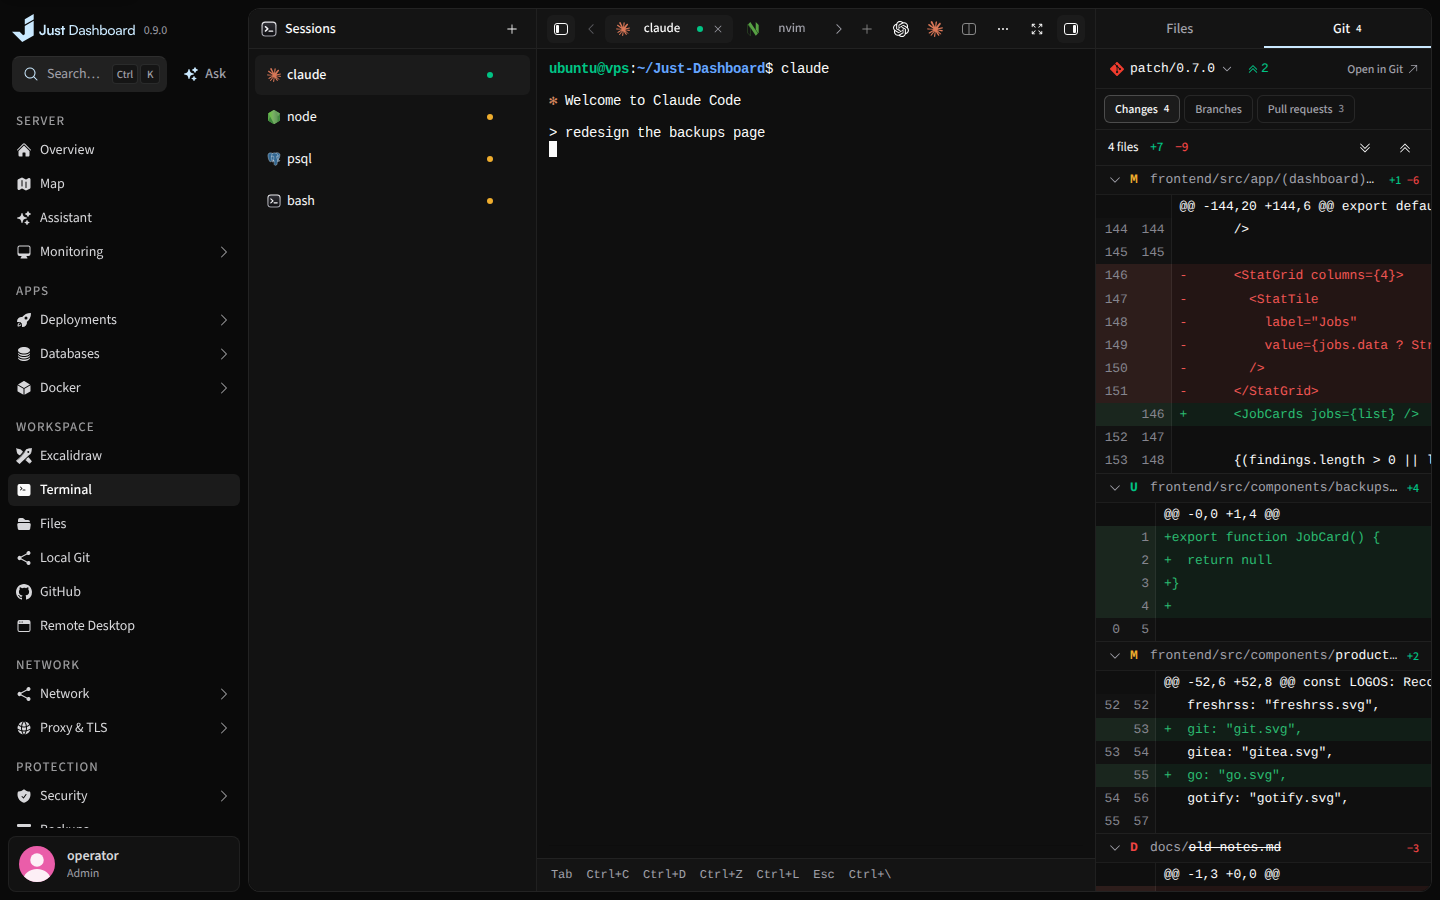 Just Dashboard 0.9.0
Search... Ctrl K Ask
SERVER
Overview
Map
Assistant
Monitoring
APPS
Deployments
Databases
Docker
WORKSPACE
Excalidraw
Terminal
Files
Local Git
GitHub
Remote Desktop
NETWORK
Network
Proxy & TLS
PROTECTION
Security
operator
Admin
Sessions
claude
node
psql
bash
claude nvim
ubuntu@vps:~/Just-Dashboard$ claude
✻ Welcome to Claude Code
> redesign the backups page
Tab Ctrl+C Ctrl+D Ctrl+Z Ctrl+L Esc Ctrl+\
Files Git 4
patch/0.7.0 2 Open in Git
Changes 4 Branches Pull requests 3
4 files +7 −9
M frontend/src/app/(dashboard)… +1 −6
@@ -144,20 +144,6 @@ export defau
144 144 />
145 145
146 - <StatGrid columns={4}>
147 - <StatTile
148 - label="Jobs"
149 - value={jobs.data ? Str
150 - />
151 - </StatGrid>
146 + <JobCards jobs={list} />
152 147
153 148 {(findings.length > 0 ||
U frontend/src/components/backups… +4
@@ -0,0 +1,4 @@
1 +export function JobCard() {
2 + return null
3 +}
4 +
0 5
M frontend/src/components/product… +2
@@ -52,6 +52,8 @@ const LOGOS: Reco
52 52 freshrss: "freshrss.svg",
53 + git: "git.svg",
53 54 gitea: "gitea.svg",
55 + go: "go.svg",
54 56 gotify: "gotify.svg",
55 57
D docs/old-notes.md −3
@@ -1,3 +0,0 @@